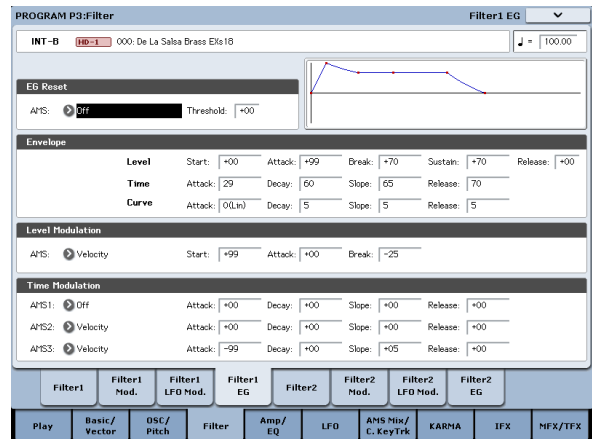 PROGRAM P3:Filter Filter1 EG
INT-B HD-1 000: De La Salsa Brass EXs18 ♩ = 100.00
EG Reset
AMS: Off Threshold: +00
Envelope
Level Start: +00 Attack: +99 Break: +70 Sustain: +70 Release: +00
Time Attack: 29 Decay: 60 Slope: 65 Release: 70
Curve Attack: 0(Lin) Decay: 5 Slope: 5 Release: 5
Level Modulation
AMS: Velocity Start: +99 Attack: +00 Break: -25
Time Modulation
AMS1: Off Attack: +00 Decay: +00 Slope: +00 Release: +00
AMS2: Velocity Attack: +00 Decay: +00 Slope: +00 Release: +00
AMS3: Velocity Attack: -99 Decay: +00 Slope: +05 Release: +00
Filter1 Filter1 Mod. Filter1 LFO Mod. Filter1 EG Filter2 Filter2 Mod. Filter2 LFO Mod. Filter2 EG
Play Basic/Vector OSC/Pitch Filter Amp/EQ LFO AMS Mix/C. KeyTrk KARMA IFX MFX/TFX